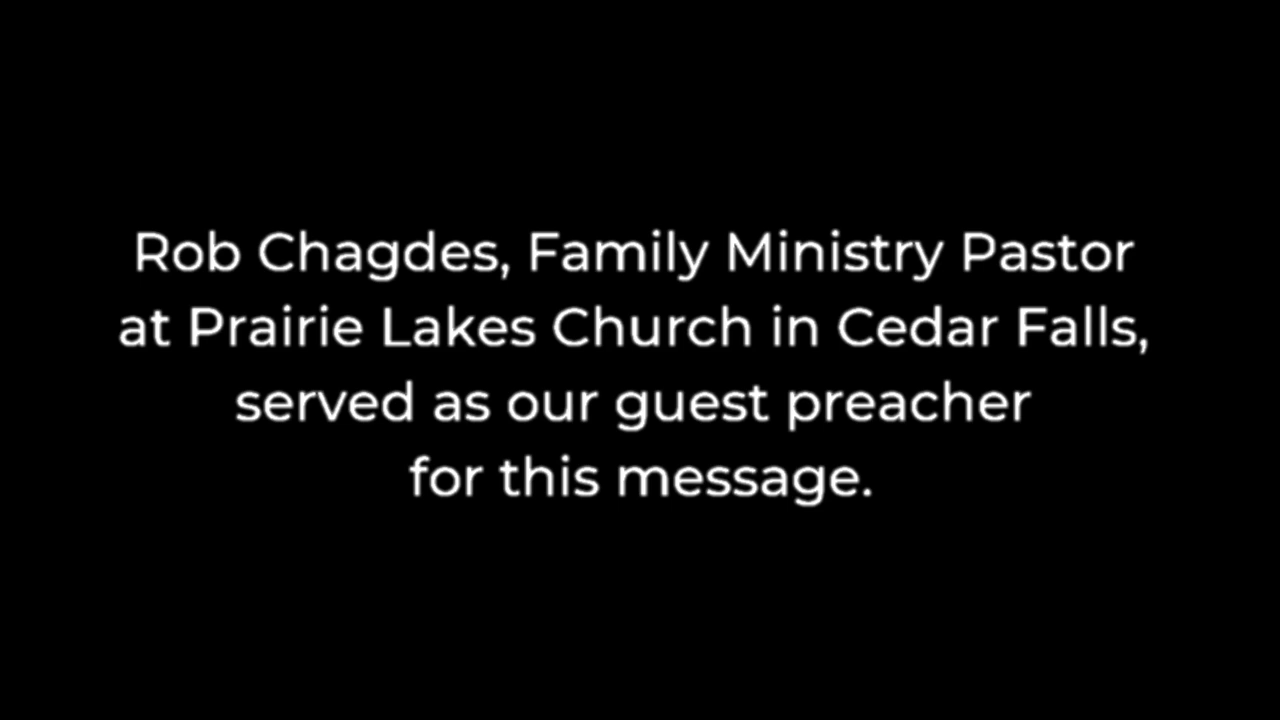 Rob Chagdes, Family Ministry Pastor
at Prairie Lakes Church in Cedar Falls,
served as our guest preacher
for this message.